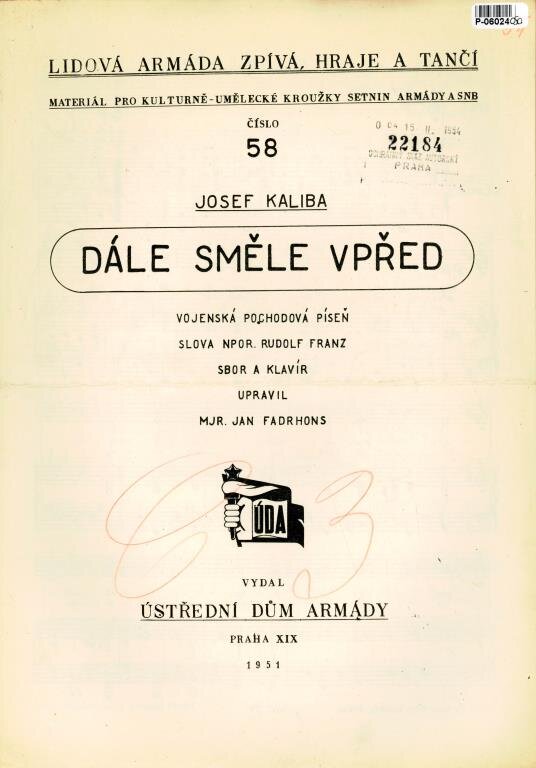 LIDOVÁ ARMÁDA ZPÍVÁ, HRAJE A TANČÍ
MATERIÁL PRO KULTURNĚ-UMĚLECKÉ KROUŽKY SETNIN ARMÁDY A SNB
ČÍSLO
58
22184
PRAHA
JOSEF KALIBA
DÁLE SMĚLE VPŘED
VOJENSKÁ POCHODOVÁ PÍSEŇ
SLOVA NPOR. RUDOLF FRANZ
SBOR A KLAVÍR
UPRAVIL
MJR. JAN FADRHONS
ÚDA
VYDAL
ÚSTŘEDNÍ DŮM ARMÁDY
PRAHA XIX
1951